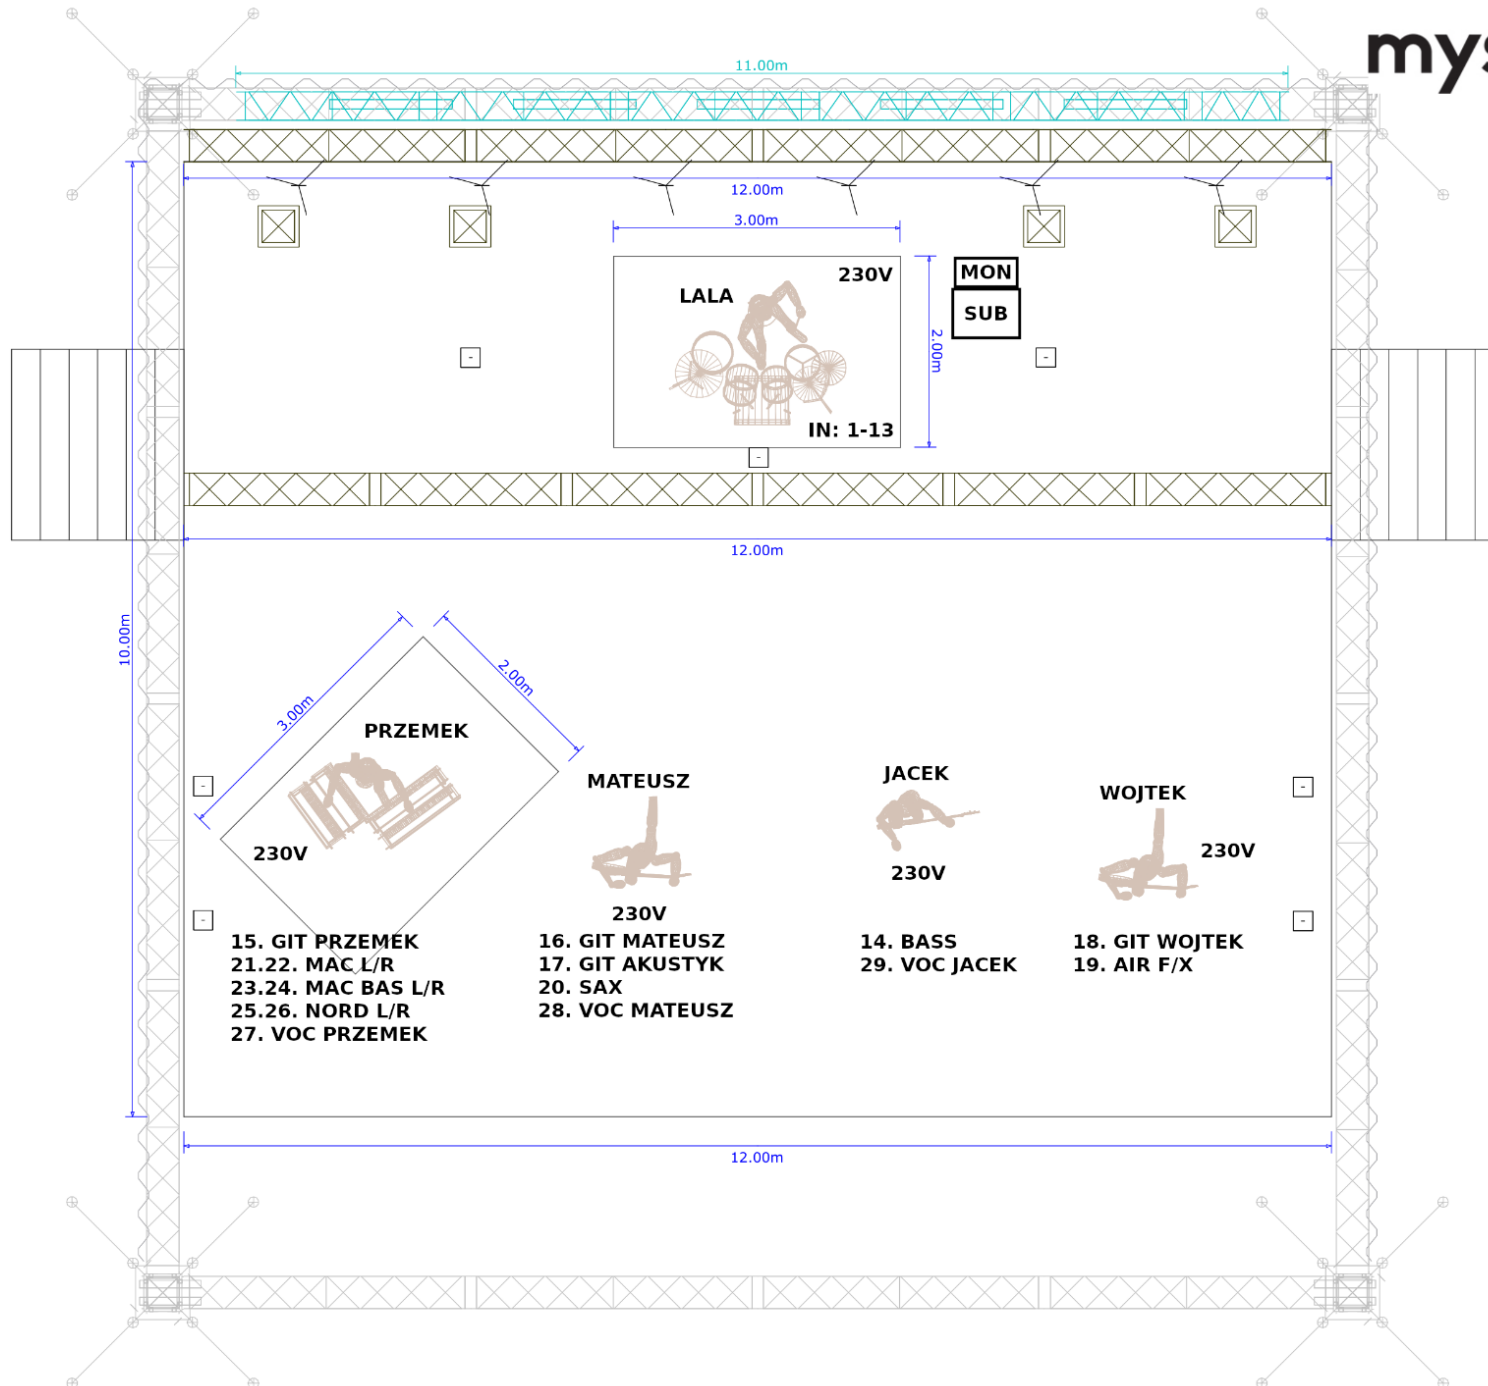 mys
11.00m
12.00m
3.00m
230V
LALA
MON
SUB
2.00m
IN: 1-13
12.00m
10.00m
3.00m
2.00m
PRZEMEK
230V
MATEUSZ
230V
JACEK
230V
WOJTEK
230V
15. GIT PRZEMEK
21.22. MAC L/R
23.24. MAC BAS L/R
25.26. NORD L/R
27. VOC PRZEMEK
16. GIT MATEUSZ
17. GIT AKUSTYK
20. SAX
28. VOC MATEUSZ
14. BASS
29. VOC JACEK
18. GIT WOJTEK
19. AIR F/X
12.00m